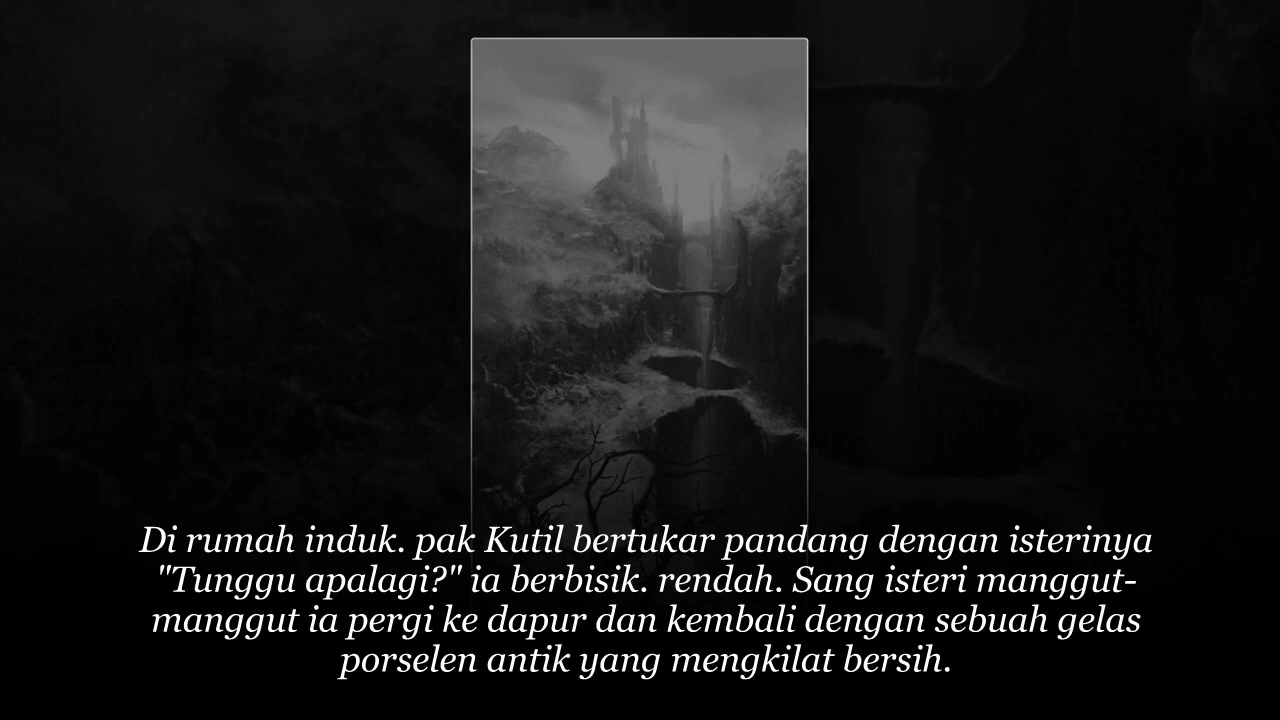 Di rumah induk. pak Kutil bertukar pandang dengan isterinya
"Tunggu apalagi?" ia berbisik. rendah. Sang isteri manggut-
manggut ia pergi ke dapur dan kembali dengan sebuah gelas
porselen antik yang mengkilat bersih.